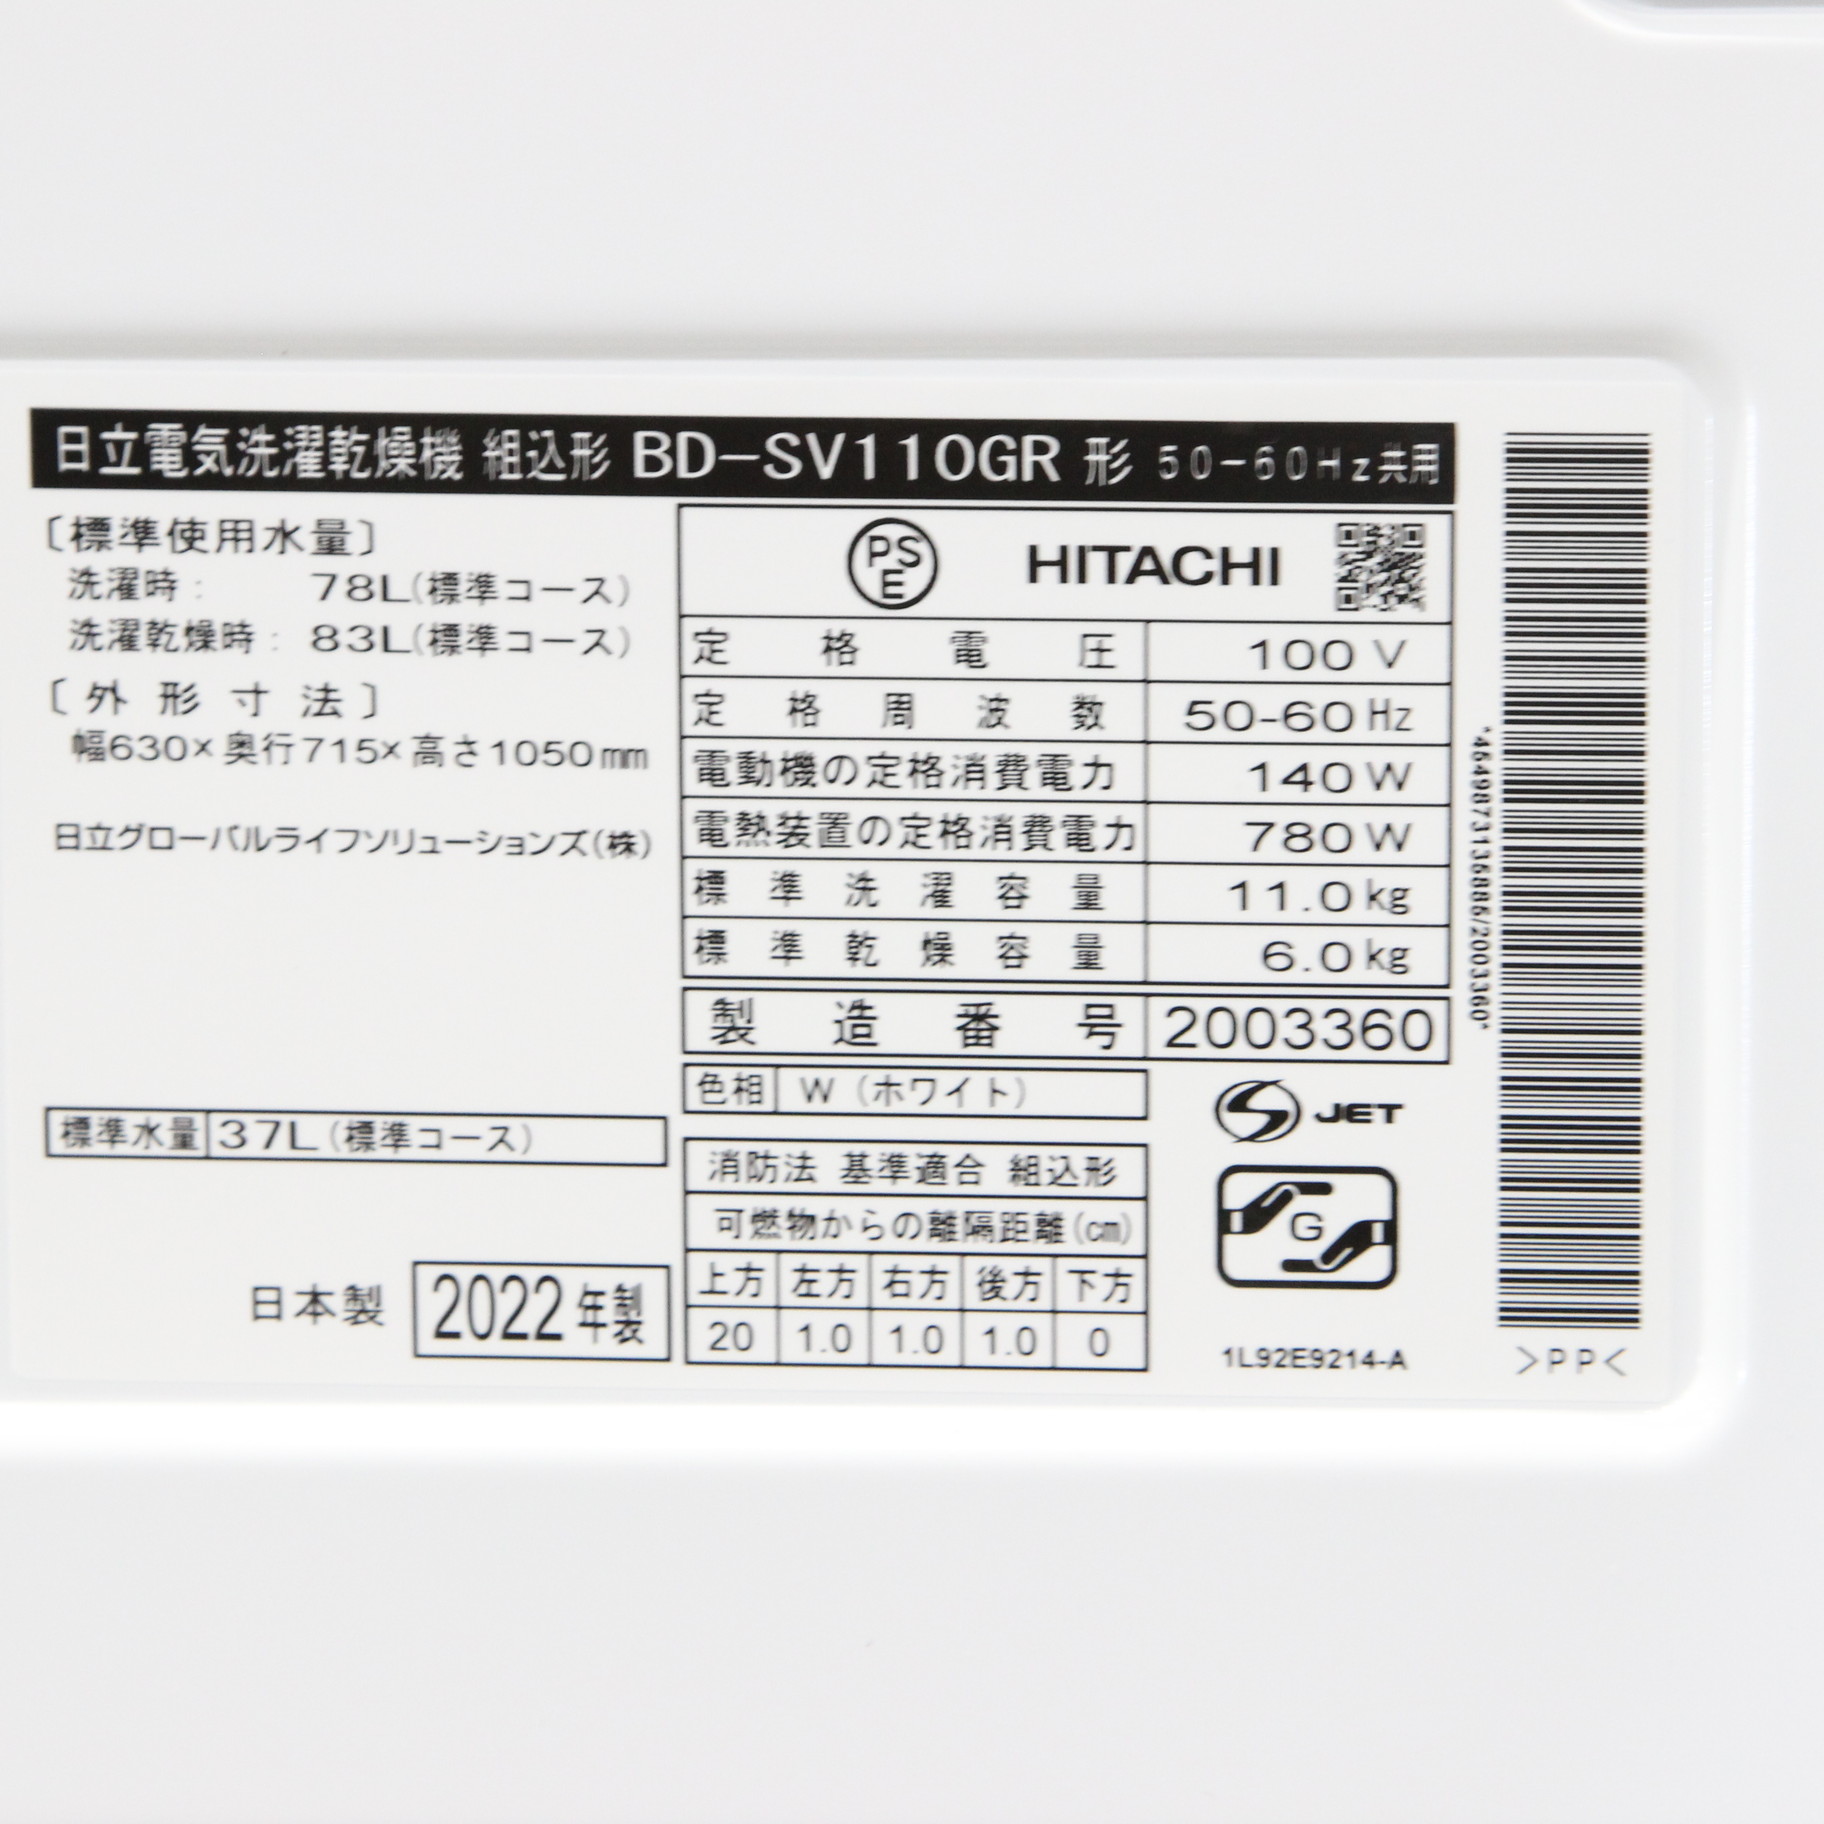 日立電気洗濯乾燥機 組込形 BD-SV110GR 形 50-60Hz共用
〔標準使用水量〕
洗濯時: 78L(標準コース)
洗濯乾燥時: 83L(標準コース)
〔外形寸法〕
幅630×奥行715×高さ1050mm
日立グローバルライフソリューションズ(株)
標準水量 37L(標準コース)
日本製 2022年製
PSE HITACHI
定格電圧 100V
定格周波数 50-60Hz
電動機の定格消費電力 140W
電熱装置の定格消費電力 780W
標準洗濯容量 11.0kg
標準乾燥容量 6.0kg
製造番号 2003360
色相 W(ホワイト)
消防法 基準適合 組込形
可燃物からの離隔距離(cm)
上方 左方 右方 後方 下方
20 1.0 1.0 1.0 0
S JET
G
1L92E9214-A
*4549873135886/2003360*
>PP<